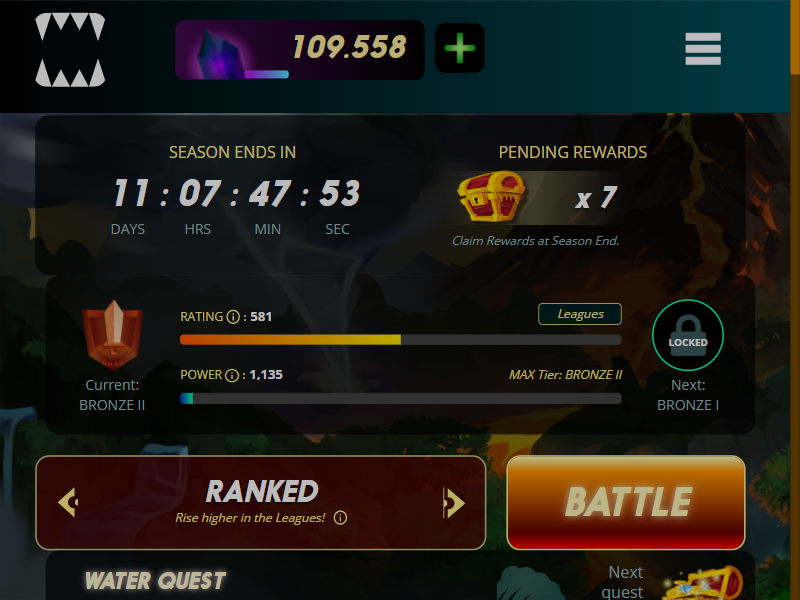 109.558
SEASON ENDS IN
11 : 07 : 47 : 53
DAYS HRS MIN SEC
PENDING REWARDS
x 7
Claim Rewards at Season End.
RATING i : 581
Leagues
POWER i : 1,135
MAX Tier: BRONZE II
Current:
BRONZE II
LOCKED
Next:
BRONZE I
RANKED
Rise higher in the Leagues! i
BATTLE
WATER QUEST
Next
quest